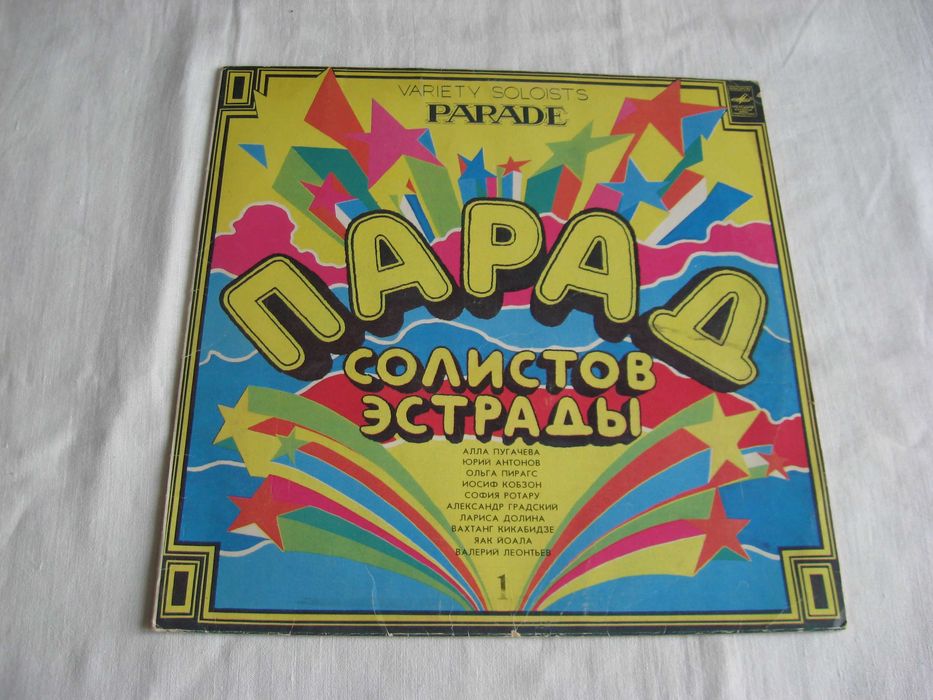 VARIETY SOLOISTS
PARADE
ПАРАД
СОЛИСТОВ
ЭСТРАДЫ
АЛЛА ПУГАЧЕВА
ЮРИЙ АНТОНОВ
ОЛЬГА ПИРАГС
ИОСИФ КОБЗОН
СОФИЯ РОТАРУ
АЛЕКСАНДР ГРАДСКИЙ
ЛАРИСА ДОЛИНА
ВАХТАНГ КИКАБИДЗЕ
ЯАК ЙОАЛА
ВАЛЕРИЙ ЛЕОНТЬЕВ
1